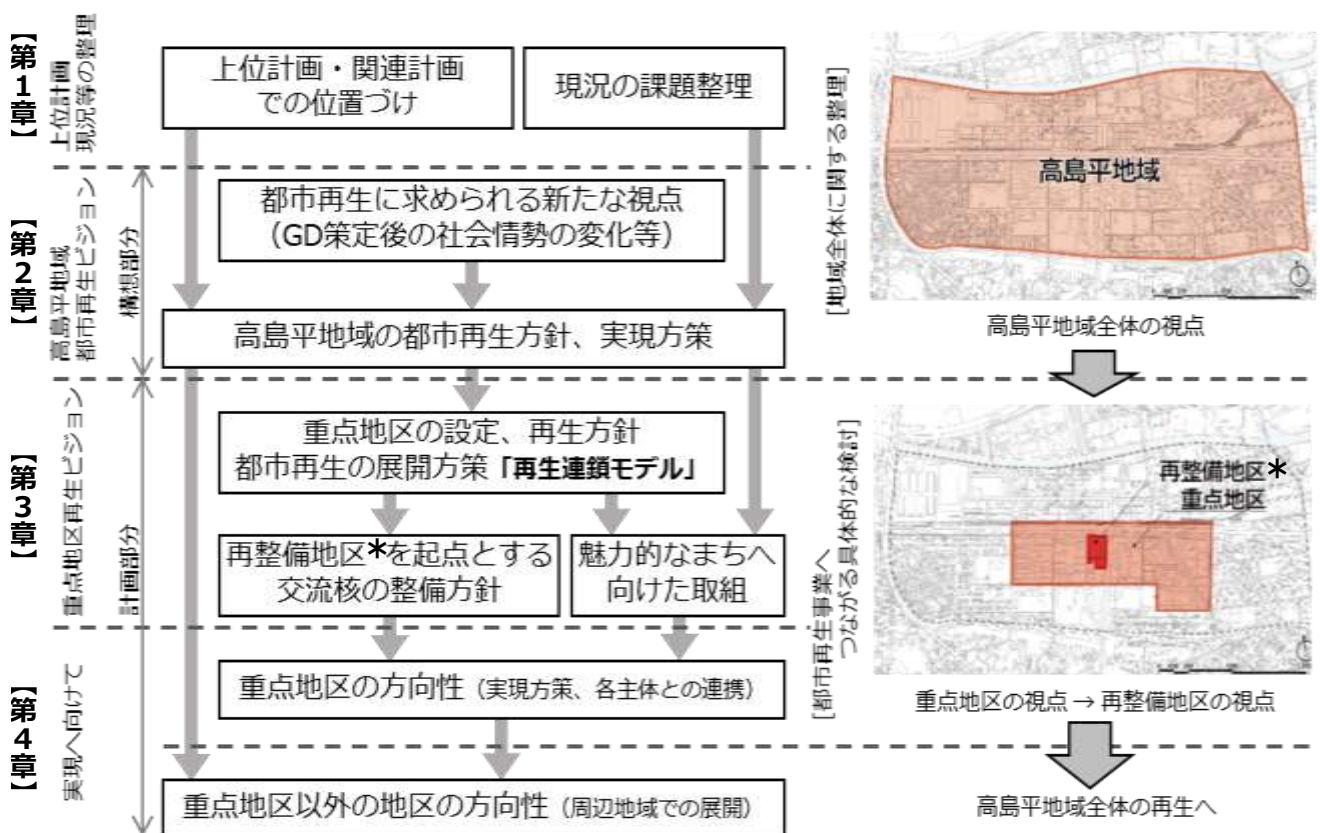 【第1章】
上位計画
現況等の整理
上位計画・関連計画
での位置づけ
現況の課題整理
【第2章】
高島平地域
都市再生ビジョン
構想部分
都市再生に求められる新たな視点
（GD策定後の社会情勢の変化等）
高島平地域の都市再生方針、実現方策
【第3章】
重点地区再生ビジョン
計画部分
重点地区の設定、再生方針
都市再生の展開方策「再生連鎖モデル」
再整備地区*を起点とする
交流核の整備方針
魅力的なまちへ
向けた取組
【第4章】
実現へ向けて
重点地区の方向性（実現方策、各主体との連携）
重点地区以外の地区の方向性（周辺地域での展開）
[地域全体に関する整理]
高島平地域
高島平地域全体の視点
[都市再生事業へ
つながる具体的な検討]
再整備地区*
重点地区
重点地区の視点 → 再整備地区の視点
高島平地域全体の再生へ